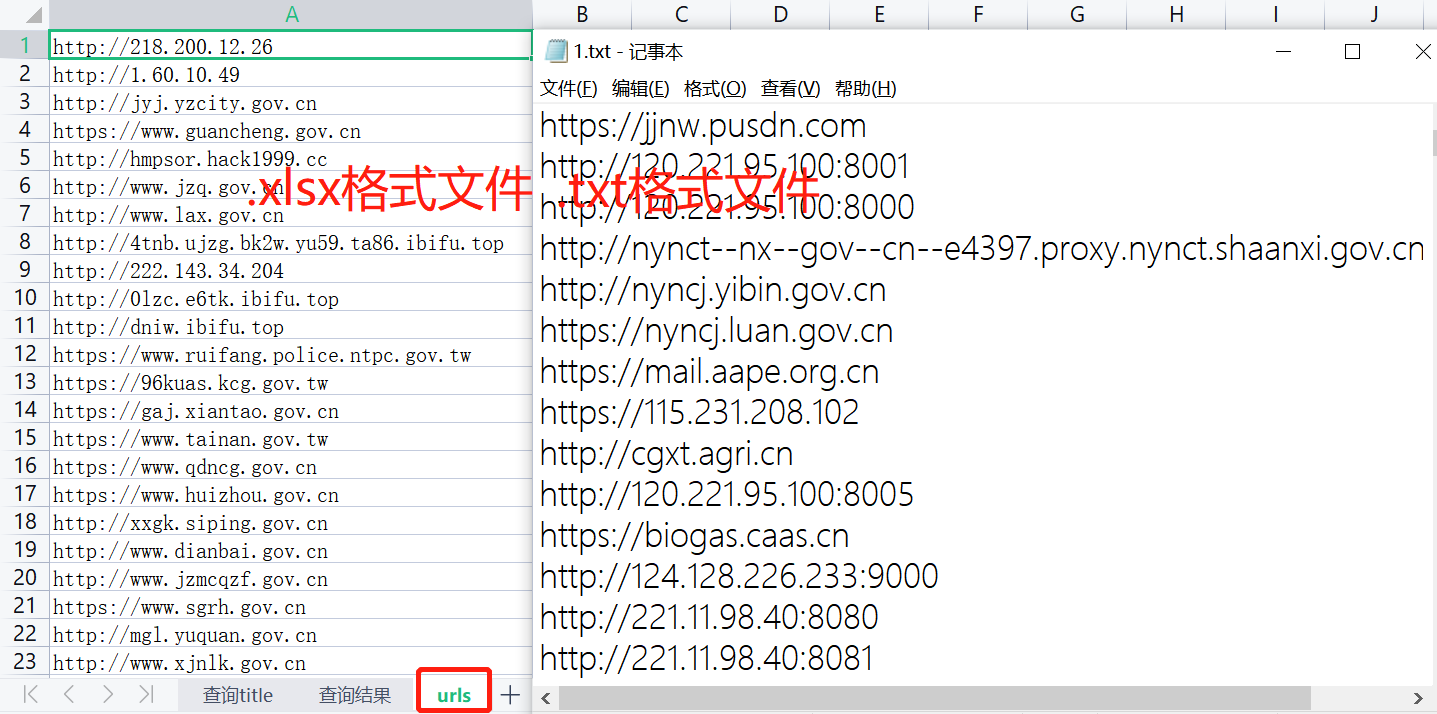 A B C D E F G H I J
1 http://218.200.12.26
2 http://1.60.10.49
3 http://jyj.yzcity.gov.cn
4 https://www.guancheng.gov.cn
5 http://hmpsor.hack1999.cc
6 http://www.jzq.gov.cn
7 http://www.lax.gov.cn
8 http://4tnb.ujzg.bk2w.yu59.ta86.ibifu.top
9 http://222.143.34.204
10 http://0lzc.e6tk.ibifu.top
11 http://dniw.ibifu.top
12 https://www.ruifang.police.ntpc.gov.tw
13 https://96kuas.kcg.gov.tw
14 https://gaj.xiantao.gov.cn
15 https://www.tainan.gov.tw
16 https://www.qdncg.gov.cn
17 https://www.huizhou.gov.cn
18 http://xxgk.siping.gov.cn
19 http://www.dianbai.gov.cn
20 http://www.jzmcqzf.gov.cn
21 https://www.sgrh.gov.cn
22 http://mgl.yuquan.gov.cn
23 http://www.xjnlk.gov.cn
.xlsx格式文件
查询title 查询结果 urls
1.txt - 记事本
文件(F) 编辑(E) 格式(O) 查看(V) 帮助(H)
https://jjnw.pusdn.com
http://120.221.95.100:8001
http://120.221.95.100:8000
http://nynct--nx--gov--cn--e4397.proxy.nynct.shaanxi.gov.cn
http://nyncj.yibin.gov.cn
https://nyncj.luan.gov.cn
https://mail.aape.org.cn
https://115.231.208.102
http://cgxt.agri.cn
http://120.221.95.100:8005
https://biogas.caas.cn
http://124.128.226.233:9000
http://221.11.98.40:8080
http://221.11.98.40:8081
.txt格式文件